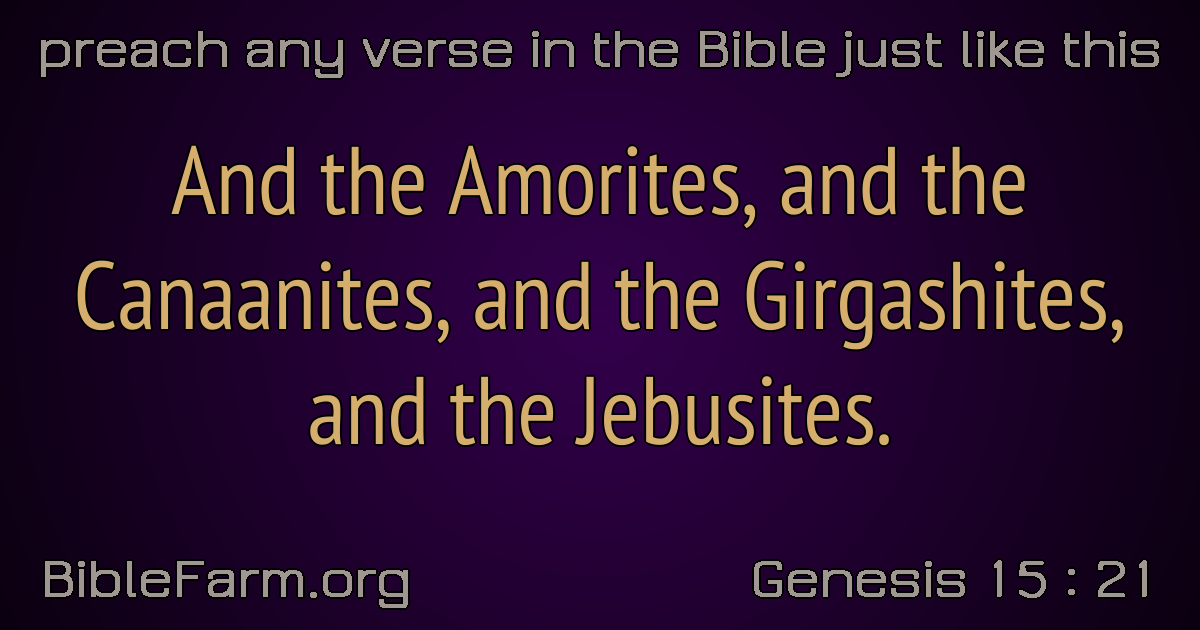 preach any verse in the Bible just like this
And the Amorites, and the
Canaanites, and the Girgashites,
and the Jebusites.
BibleFarm.org
Genesis 15 : 21